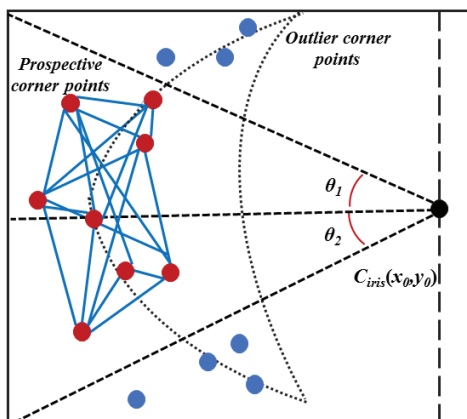 Prospective
corner points
Outlier corner
points
θ1
θ2
Ciris(x0,y0)